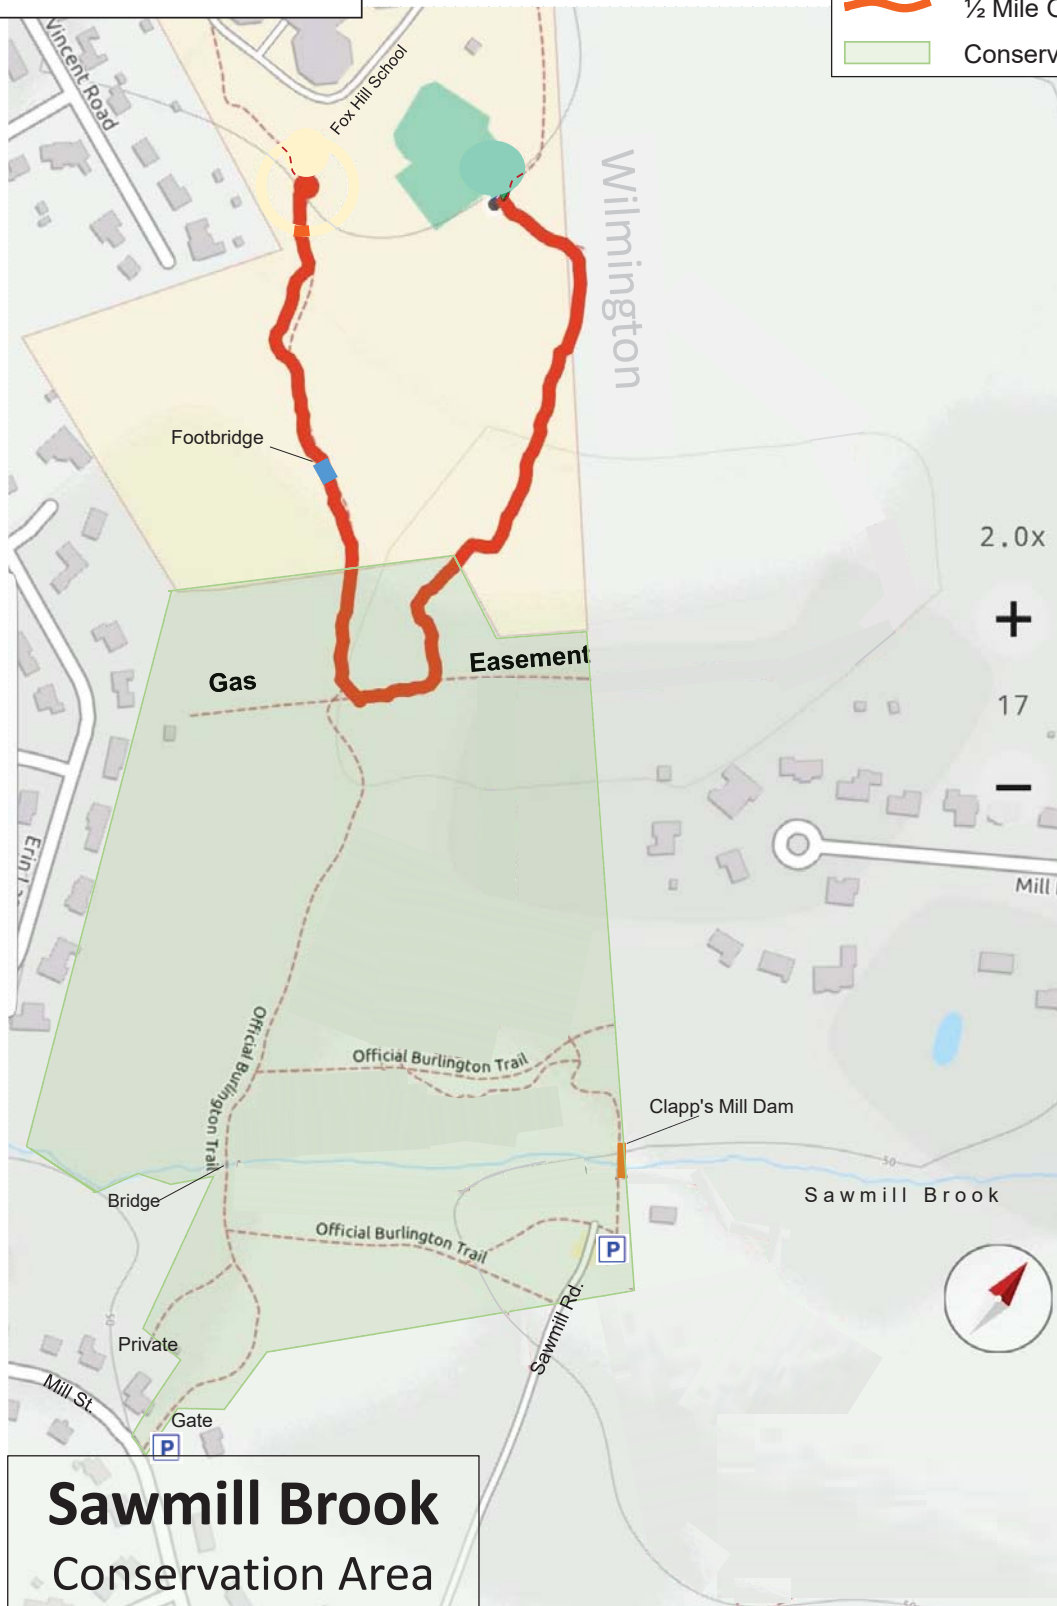 ½ Mile
Conserv
Vincent Road
Fox Hill School
Wilmington
Footbridge
2.0x
+
Gas
Easement
17
−
Erin
Mill
Official Burlington Trail
Official Burlington Trail
Clapp's Mill Dam
50
Sawmill Brook
Bridge
Official Burlington Trail
P
50
Sawmill Rd.
Private
Mill St.
Gate
P
Sawmill Brook
Conservation Area